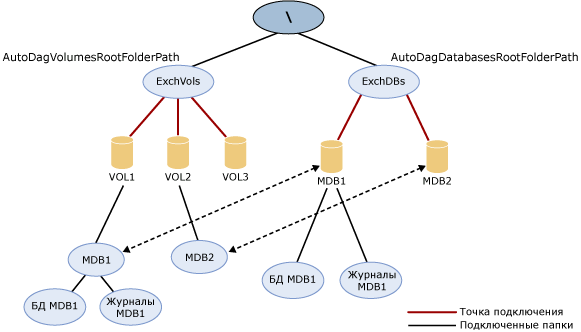 \
AutoDagVolumesRootFolderPath
AutoDagDatabasesRootFolderPath
ExchVols
ExchDBs
VOL1
VOL2
VOL3
MDB1
MDB2
MDB1
MDB2
БД MDB1
Журналы
MDB1
БД MDB1
Журналы
MDB1
Точка подключения
Подключенные папки